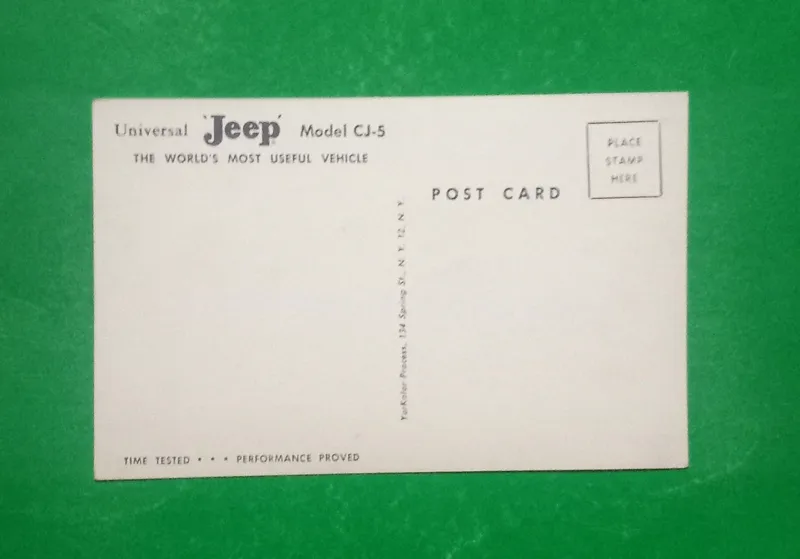 Universal 'Jeep' Model CJ-5
THE WORLD'S MOST USEFUL VEHICLE
PLACE
STAMP
HERE
POST CARD
YorKolor Process, 134 Spring St., N. Y. 12, N. Y.
TIME TESTED • • • PERFORMANCE PROVED